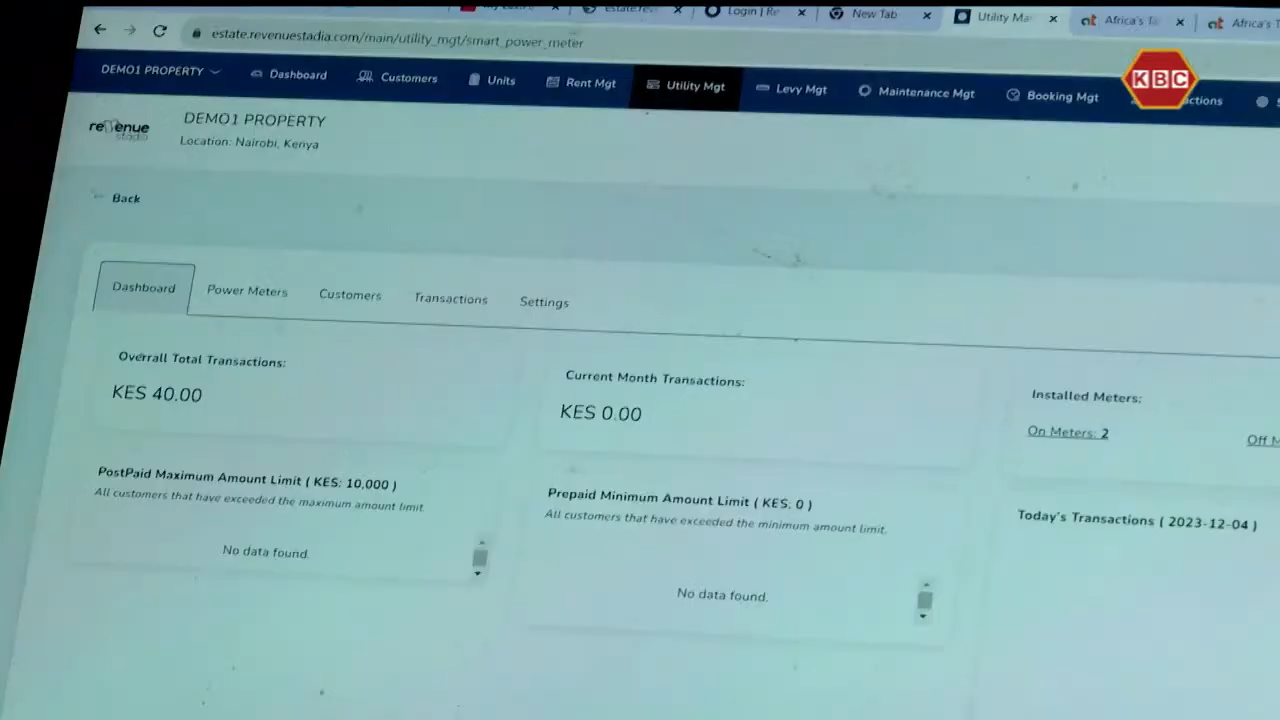 Login | Re
New Tab
Utility Ma
Africa's Ta
Africa's T
estate.revenuestadia.com/main/utility_mgt/smart_power_meter
DEMO1 PROPERTY
Dashboard
Customers
Units
Rent Mgt
Utility Mgt
Levy Mgt
Maintenance Mgt
Booking Mgt
KBC
revenue
stadia
DEMO1 PROPERTY
Location: Nairobi, Kenya
Back
Dashboard
Power Meters
Customers
Transactions
Settings
Overrall Total Transactions:
KES 40.00
Current Month Transactions:
KES 0.00
Installed Meters:
On Meters: 2
Off M
PostPaid Maximum Amount Limit ( KES: 10,000 )
All customers that have exceeded the maximum amount limit
No data found.
Prepaid Minimum Amount Limit ( KES: 0 )
All customers that have exceeded the minimum amount limit.
No data found.
Today's Transactions ( 2023-12-04 )